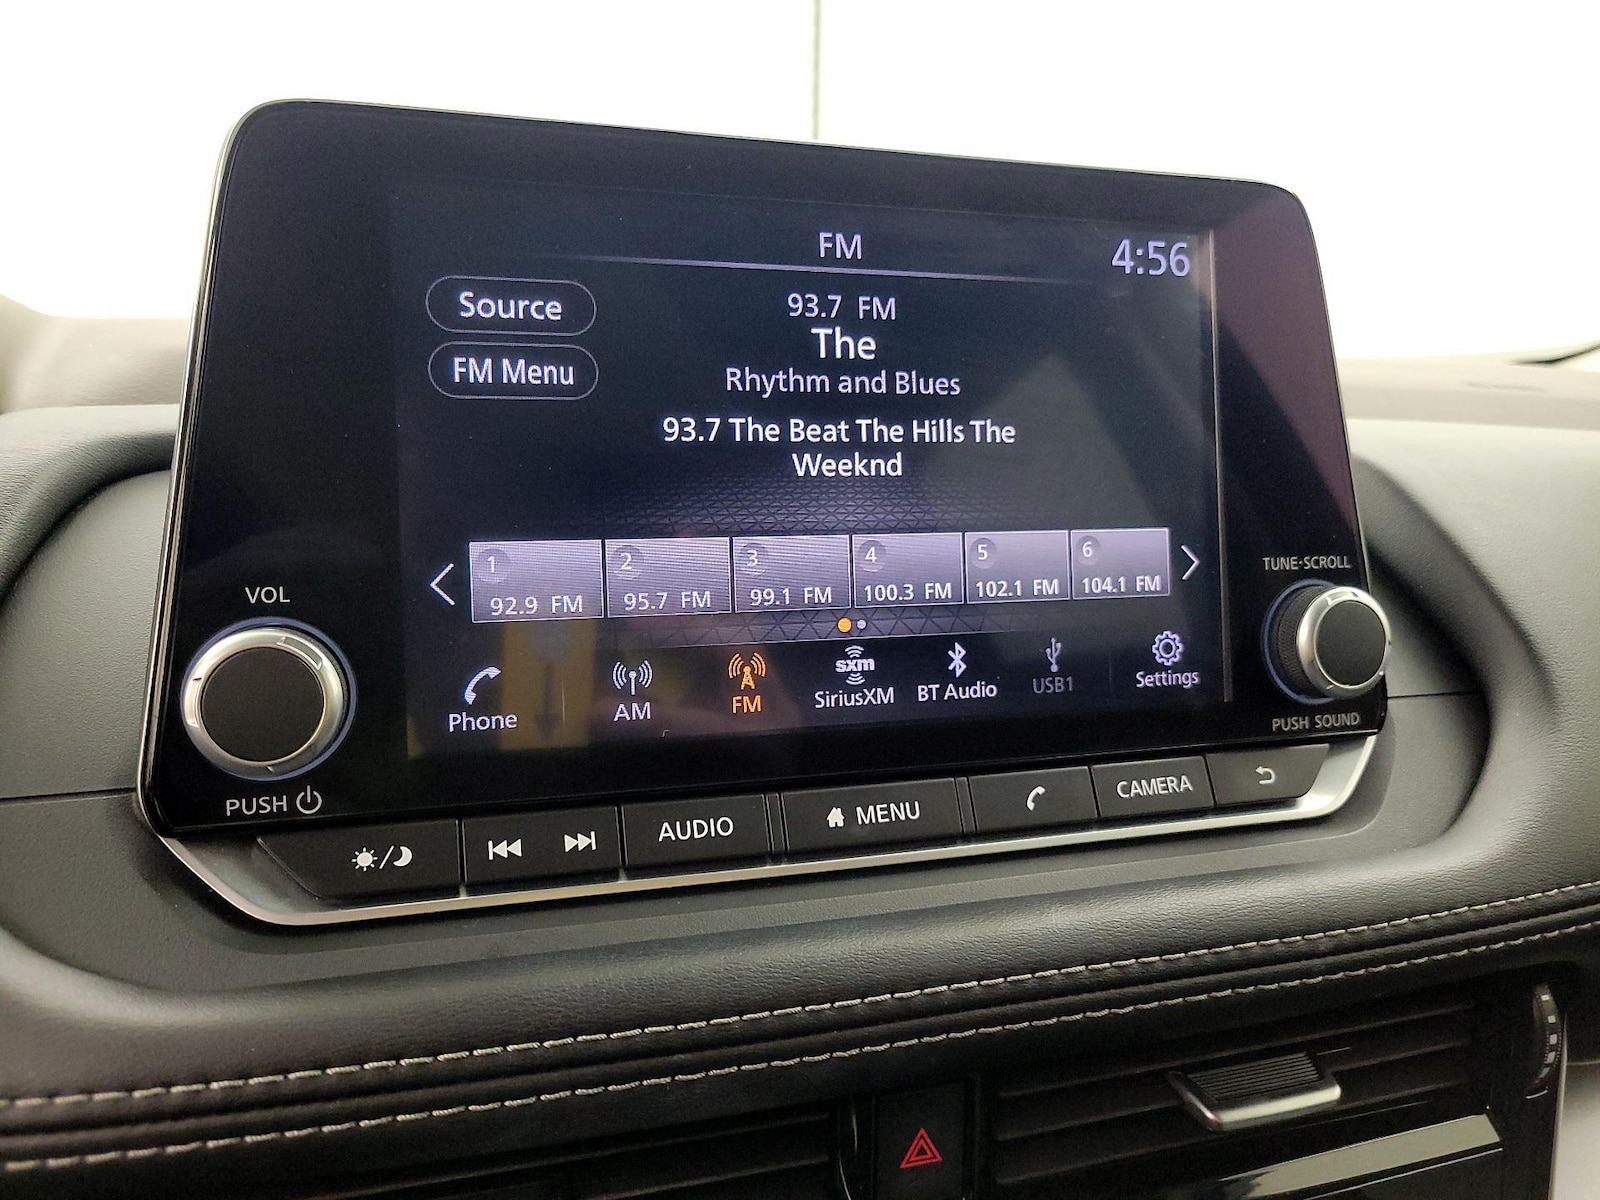 FM
4:56
Source
FM Menu
93.7 FM
The
Rhythm and Blues
93.7 The Beat The Hills The
Weeknd
1
92.9 FM
2
95.7 FM
3
99.1 FM
4
100.3 FM
5
102.1 FM
6
104.1 FM
Phone
AM
FM
sxm
SiriusXM
BT Audio
USB1
Settings
VOL
PUSH
TUNE·SCROLL
PUSH SOUND
AUDIO
MENU
CAMERA